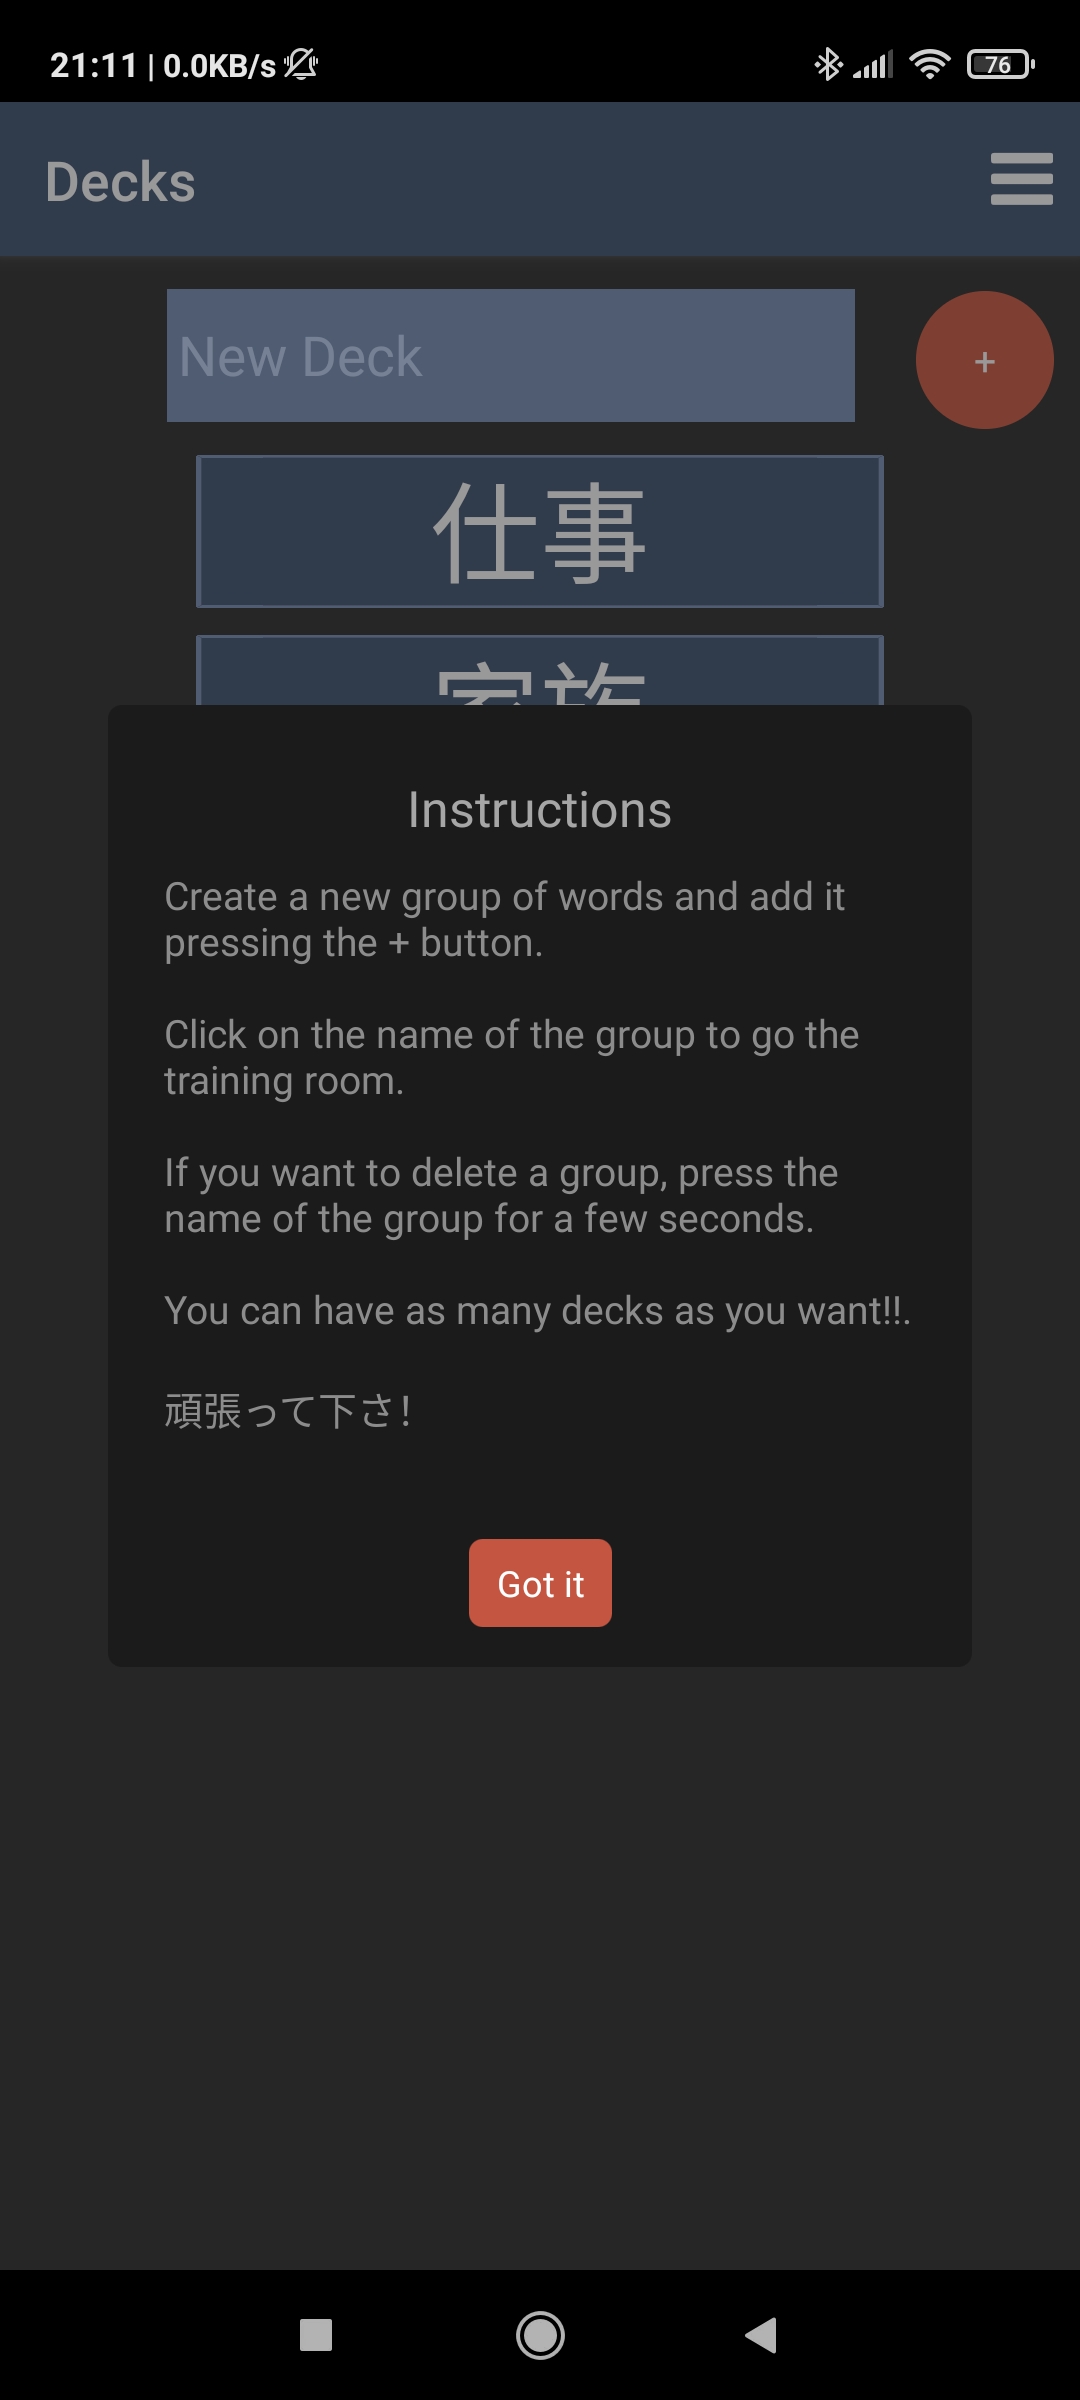 21:11 | 0.0KB/s
76
Decks
New Deck
+
仕事
家族
Instructions
Create a new group of words and add it
pressing the + button.
Click on the name of the group to go the
training room.
If you want to delete a group, press the
name of the group for a few seconds.
You can have as many decks as you want!!.
頑張って下さ!
Got it